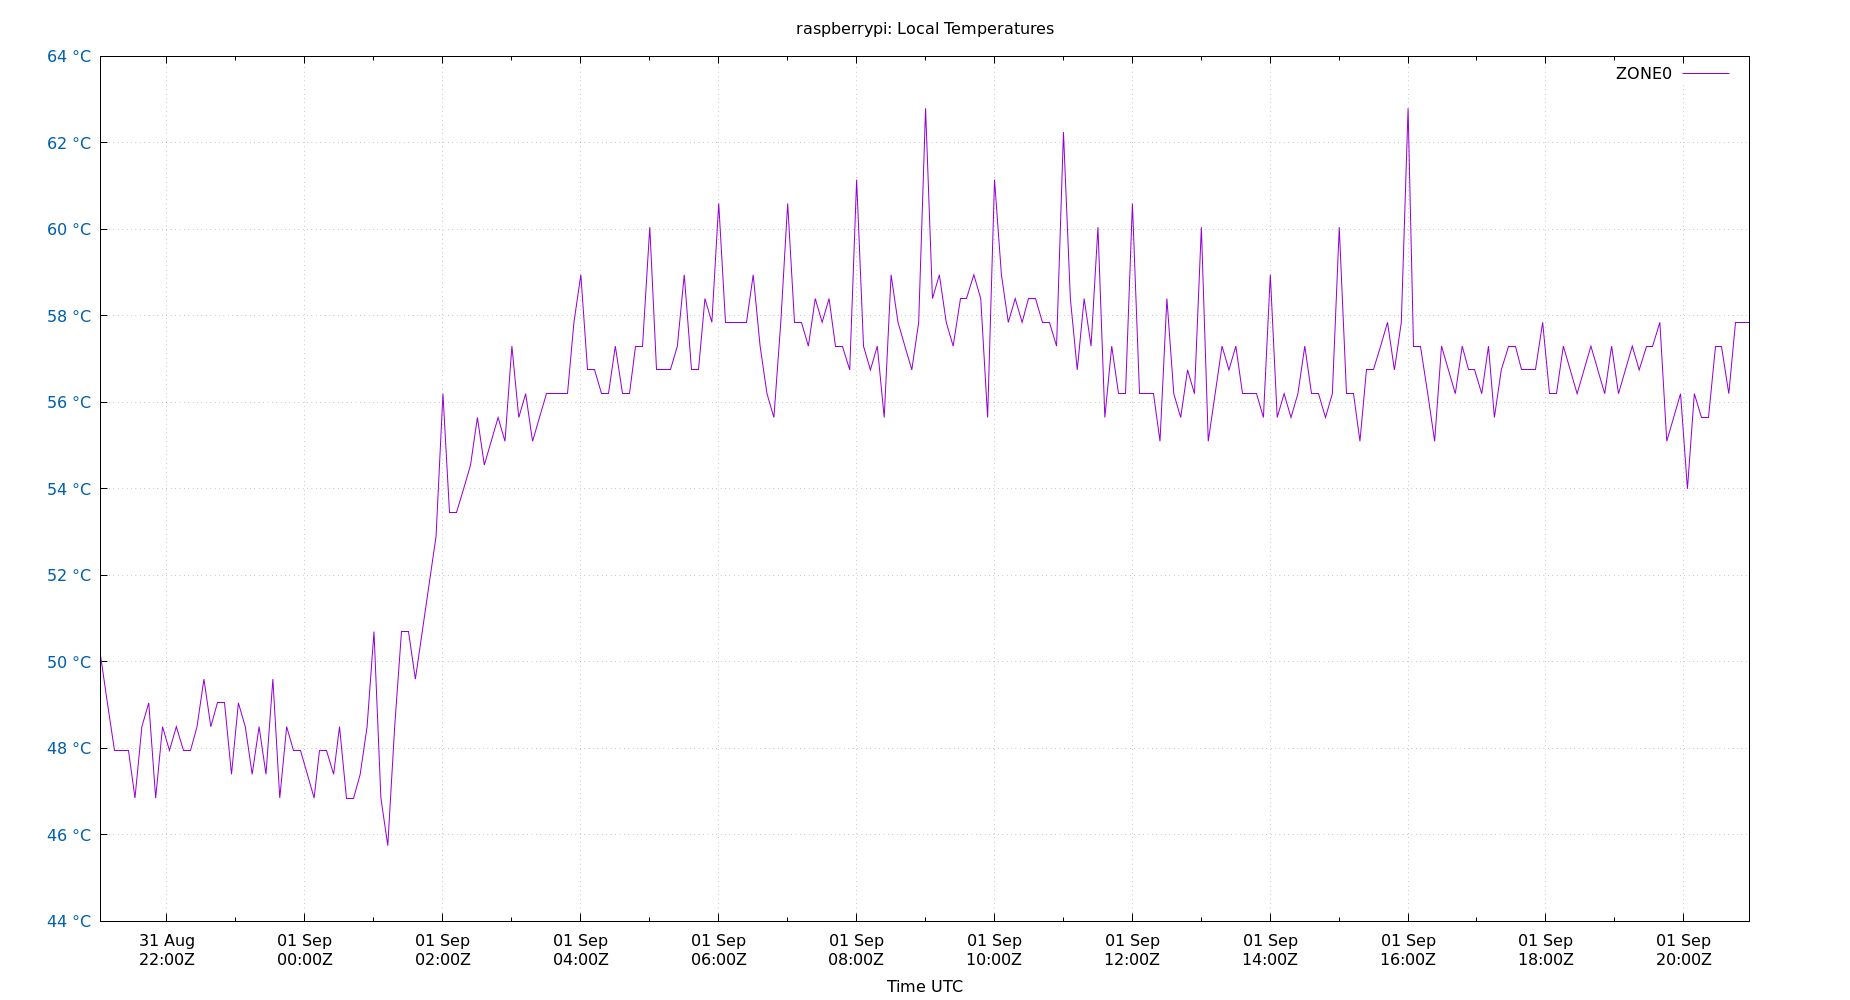 raspberrypi: Local Temperatures
64 °C
ZONE0
62 °C
60 °C
58 °C
56 °C
54 °C
52 °C
50 °C
48 °C
46 °C
44 °C
31 Aug 01 Sep 01 Sep 01 Sep 01 Sep 01 Sep 01 Sep 01 Sep 01 Sep 01 Sep 01 Sep 01 Sep
22:00Z 00:00Z 02:00Z 04:00Z 06:00Z 08:00Z 10:00Z 12:00Z 14:00Z 16:00Z 18:00Z 20:00Z
Time UTC